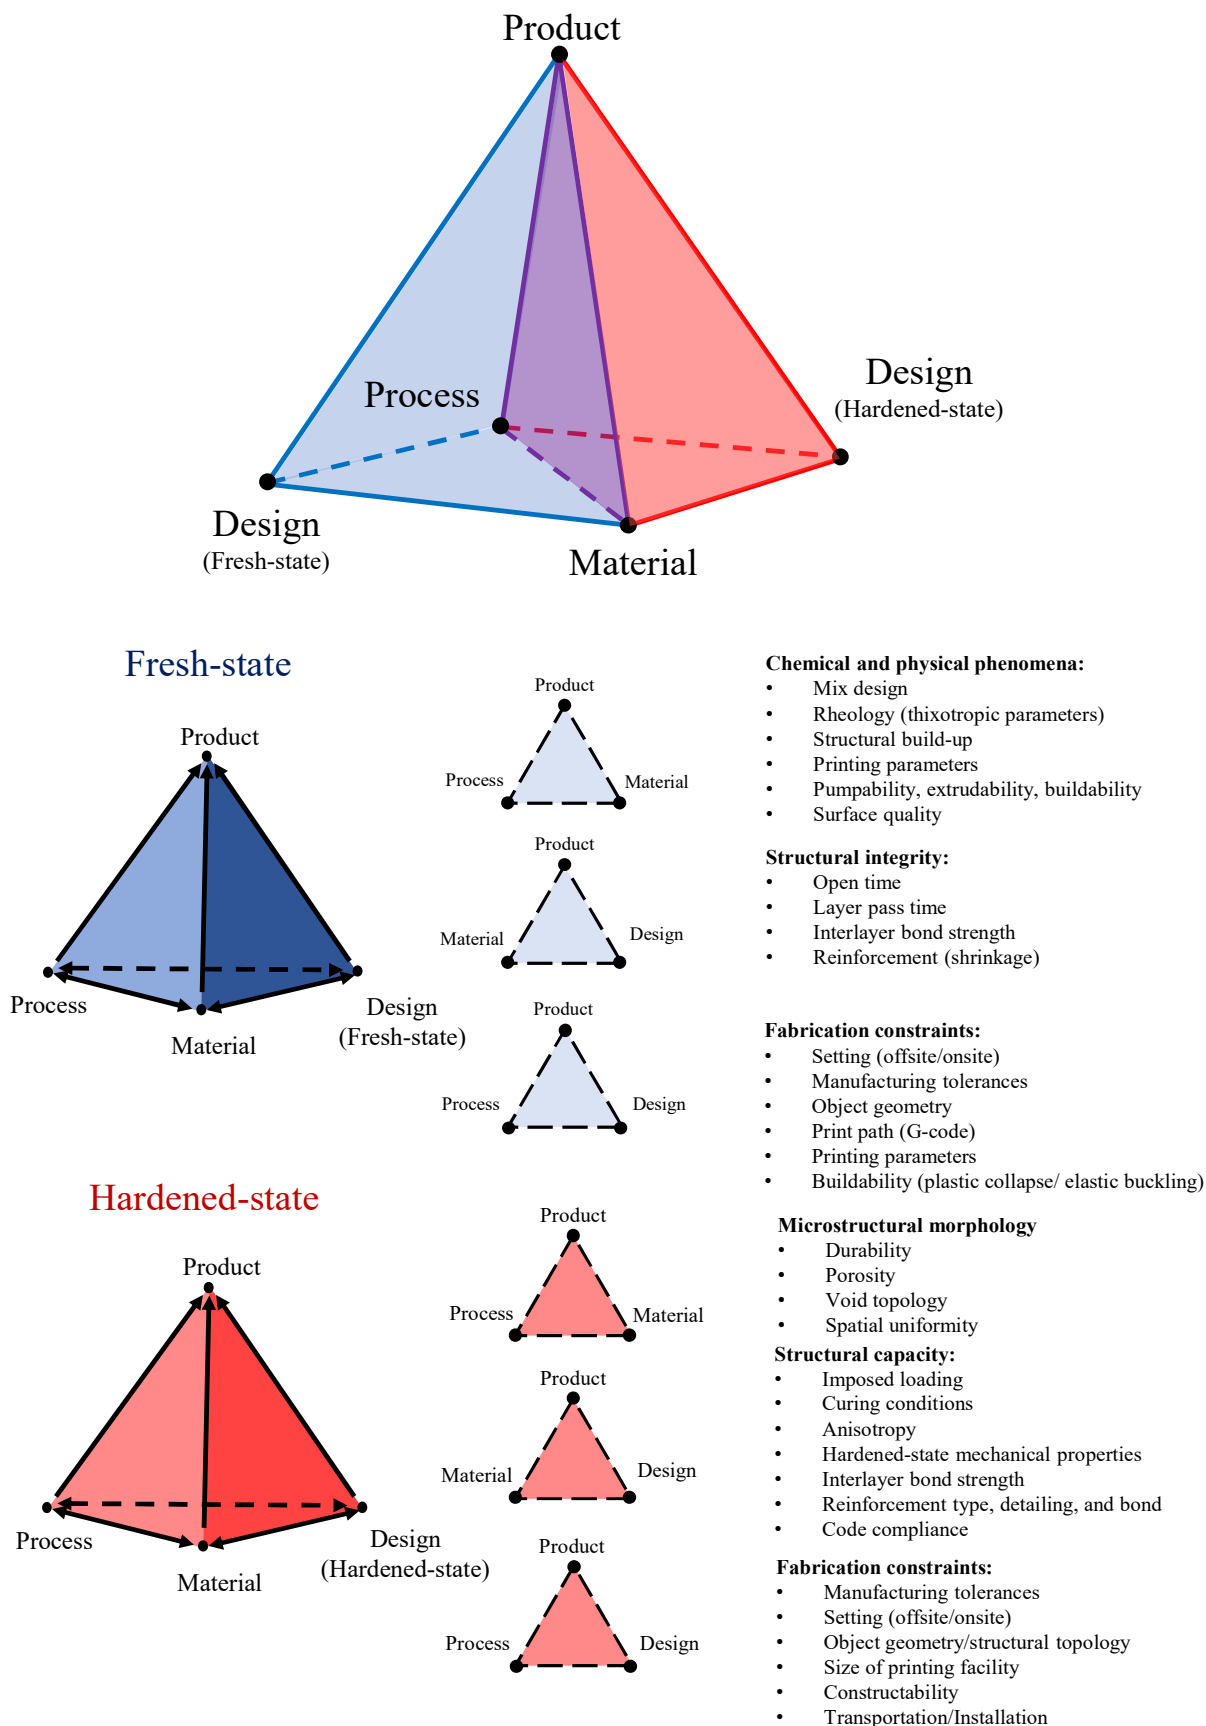 Product
Process
Design
(Hardened-state)
Design
(Fresh-state)
Material
Fresh-state
Product
Process
Material
Design
(Fresh-state)
Product
Process
Material
Chemical and physical phenomena:
• Mix design
• Rheology (thixotropic parameters)
• Structural build-up
• Printing parameters
• Pumpability, extrudability, buildability
• Surface quality
Product
Material
Design
Structural integrity:
• Open time
• Layer pass time
• Interlayer bond strength
• Reinforcement (shrinkage)
Product
Process
Design
Fabrication constraints:
• Setting (offsite/onsite)
• Manufacturing tolerances
• Object geometry
• Print path (G-code)
• Printing parameters
• Buildability (plastic collapse/ elastic buckling)
Hardened-state
Product
Process
Material
Design
(Hardened-state)
Product
Process
Material
Microstructural morphology
• Durability
• Porosity
• Void topology
• Spatial uniformity
Product
Material
Design
Structural capacity:
• Imposed loading
• Curing conditions
• Anisotropy
• Hardened-state mechanical properties
• Interlayer bond strength
• Reinforcement type, detailing, and bond
• Code compliance
Product
Process
Design
Fabrication constraints:
• Manufacturing tolerances
• Setting (offsite/onsite)
• Object geometry/structural topology
• Size of printing facility
• Constructability
• Transportation/Installation